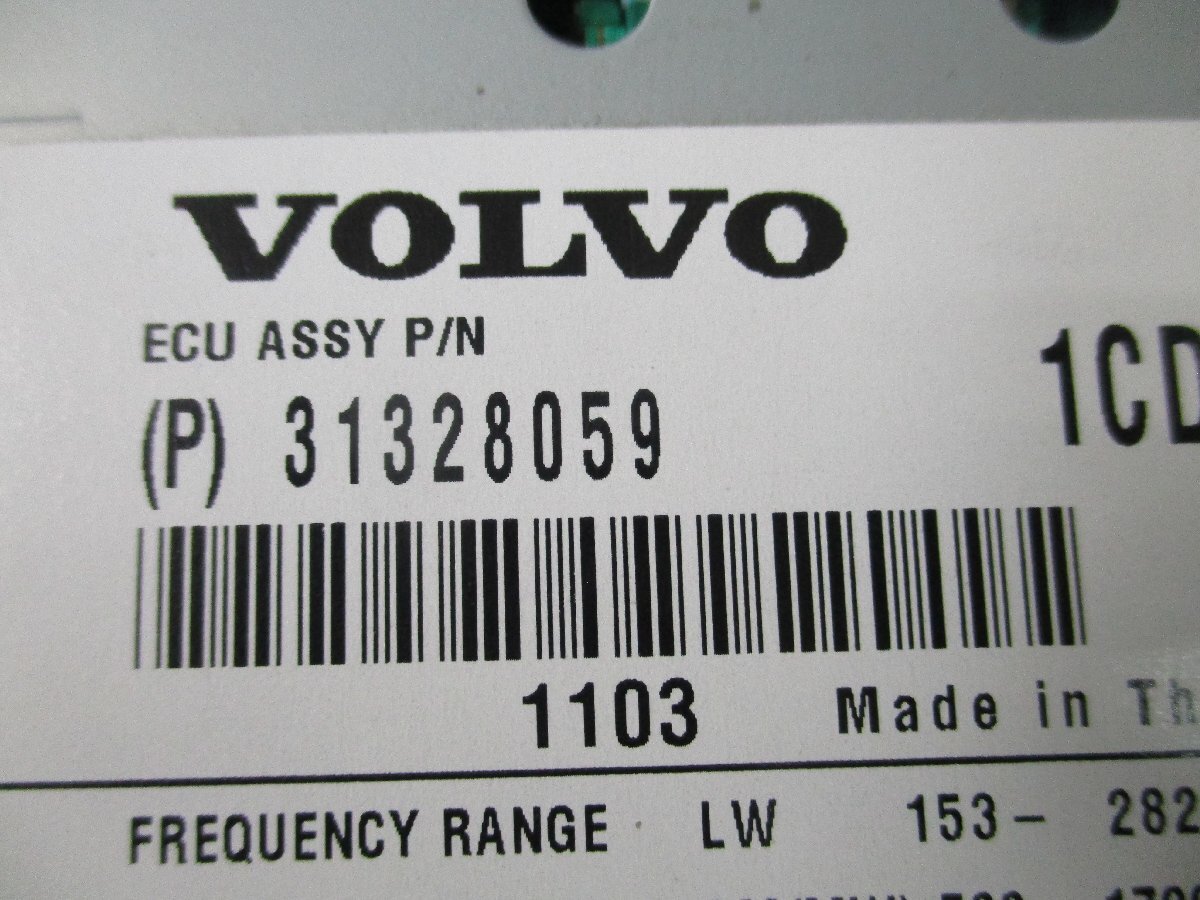 VOLVO
ECU ASSY P/N
(P) 31328059 1CD
1103 Made in Th
FREQUENCY RANGE LW 153- 282